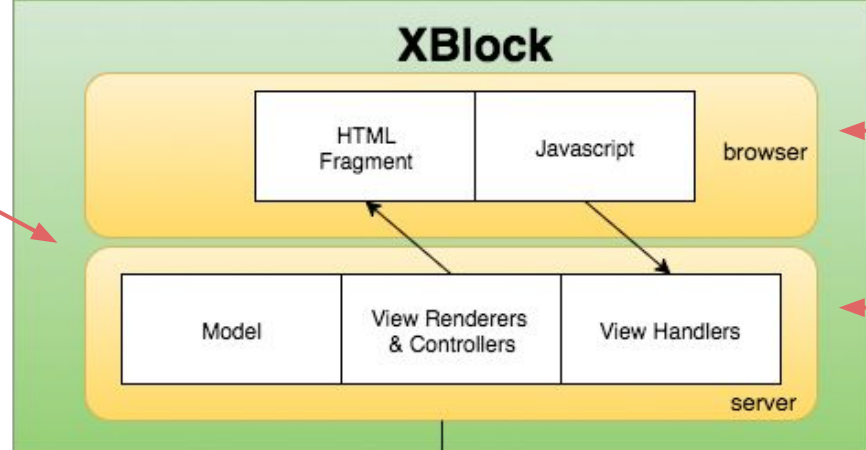 XBlock
HTML
Fragment
Javascript
browser
Model
View Renderers
& Controllers
View Handlers
server